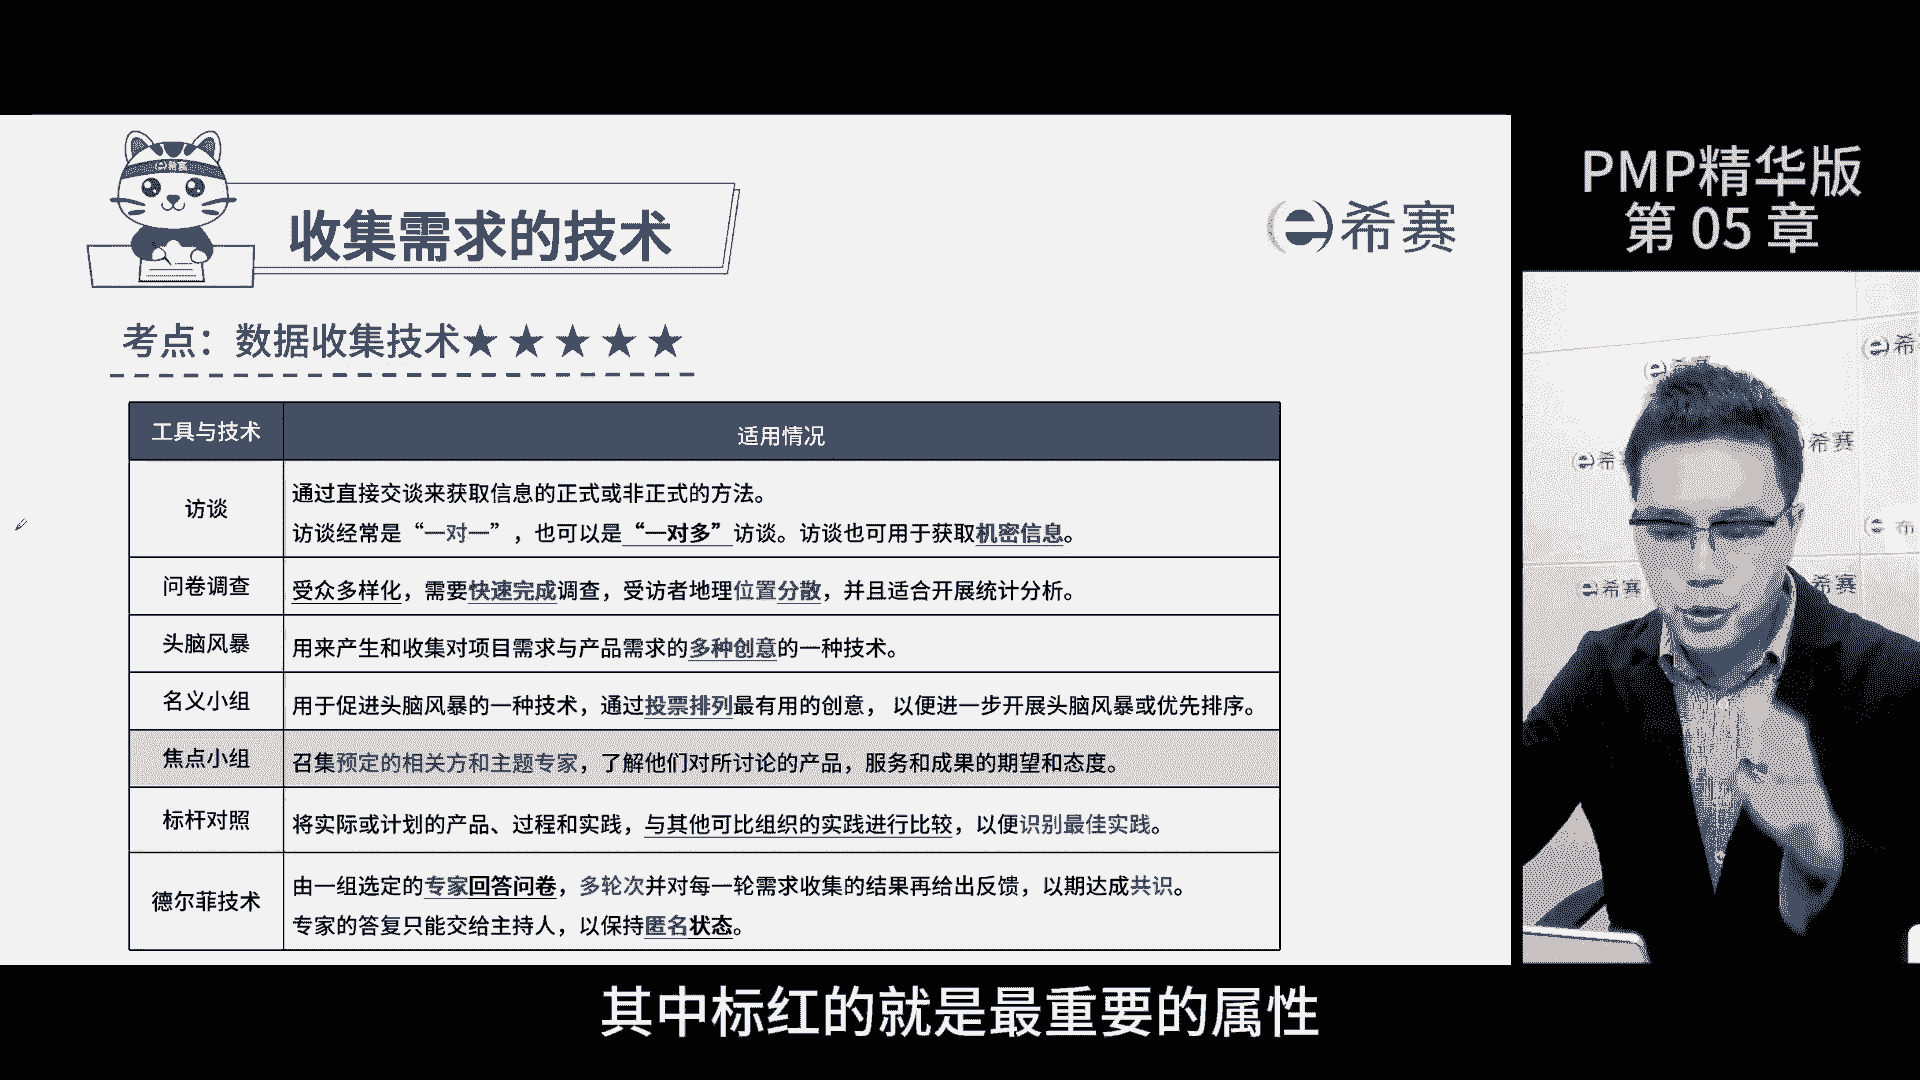 PMP精华版
第 05 章
希赛
收集需求的技术
希赛
考点：数据收集技术★★★★★
工具与技术
适用情况
访谈
通过直接交谈来获取信息的正式或非正式的方法。
访谈经常是“一对一”，也可以是“一对多”访谈。访谈也可用于获取机密信息。
问卷调查
受众多样化，需要快速完成调查，受访者地理位置分散，并且适合开展统计分析。
头脑风暴
用来产生和收集对项目需求与产品需求的多种创意的一种技术。
名义小组
用于促进头脑风暴的一种技术，通过投票排列最有用的创意， 以便进一步开展头脑风暴或优先排序。
焦点小组
召集预定的相关方和主题专家，了解他们对所讨论的产品，服务和成果的期望和态度。
标杆对照
将实际或计划的产品、过程和实践，与其他可比组织的实践进行比较，以便识别最佳实践。
德尔菲技术
由一组选定的专家回答问卷，多轮次并对每一轮需求收集的结果再给出反馈，以期达成共识。
专家的答复只能交给主持人，以保持匿名状态。
希
希赛
希赛
希
希赛
希赛
其中标红的就是最重要的属性